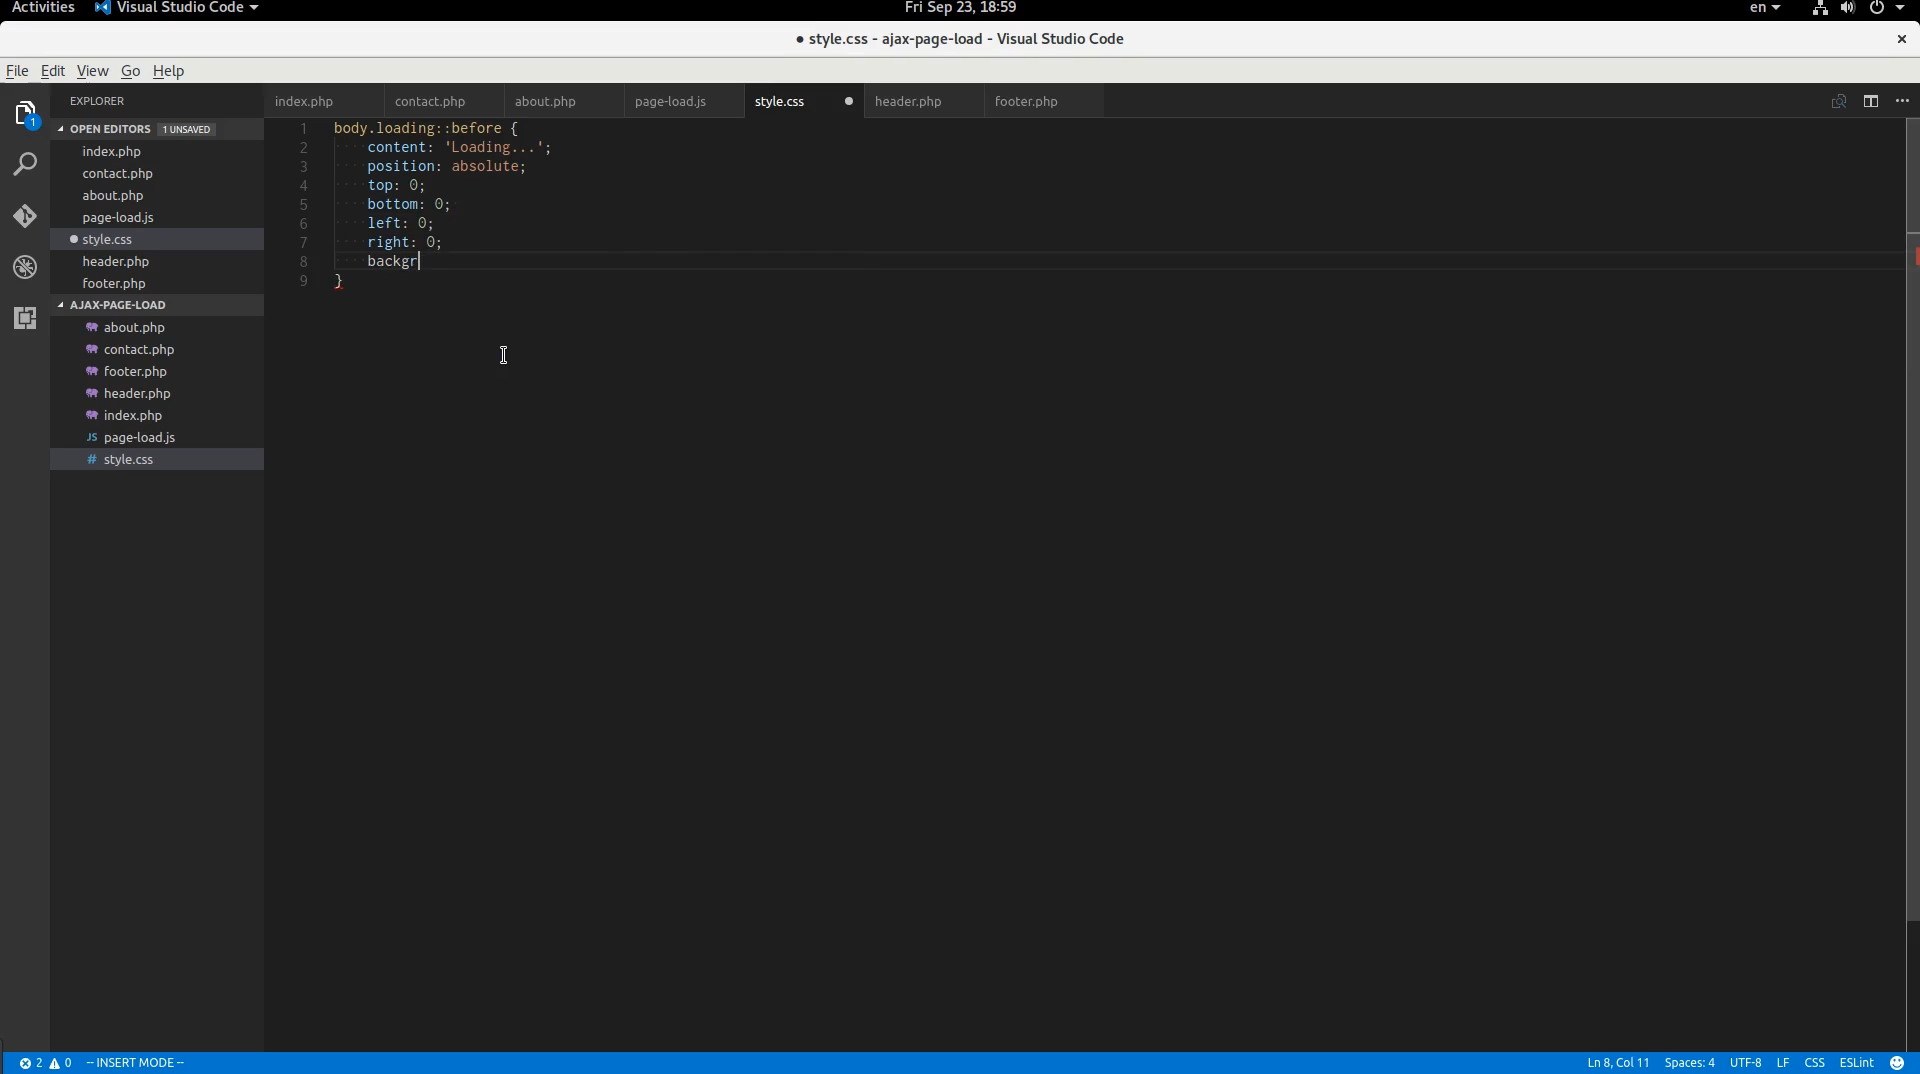 Activities Visual Studio Code Fri Sep 23, 18:59 en
● style.css - ajax-page-load - Visual Studio Code ×
File Edit View Go Help
EXPLORER
index.php contact.php about.php page-load.js style.css header.php footer.php
OPEN EDITORS 1 UNSAVED
index.php
contact.php
about.php
page-load.js
style.css
header.php
footer.php
AJAX-PAGE-LOAD
about.php
contact.php
footer.php
header.php
index.php
JS page-load.js
# style.css
1
1 body.loading::before {
2 content: 'Loading...';
3 position: absolute;
4 top: 0;
5 bottom: 0;
6 left: 0;
7 right: 0;
8 backgr
9 }
2 0 -- INSERT MODE -- Ln 8, Col 11 Spaces: 4 UTF-8 LF CSS ESLint